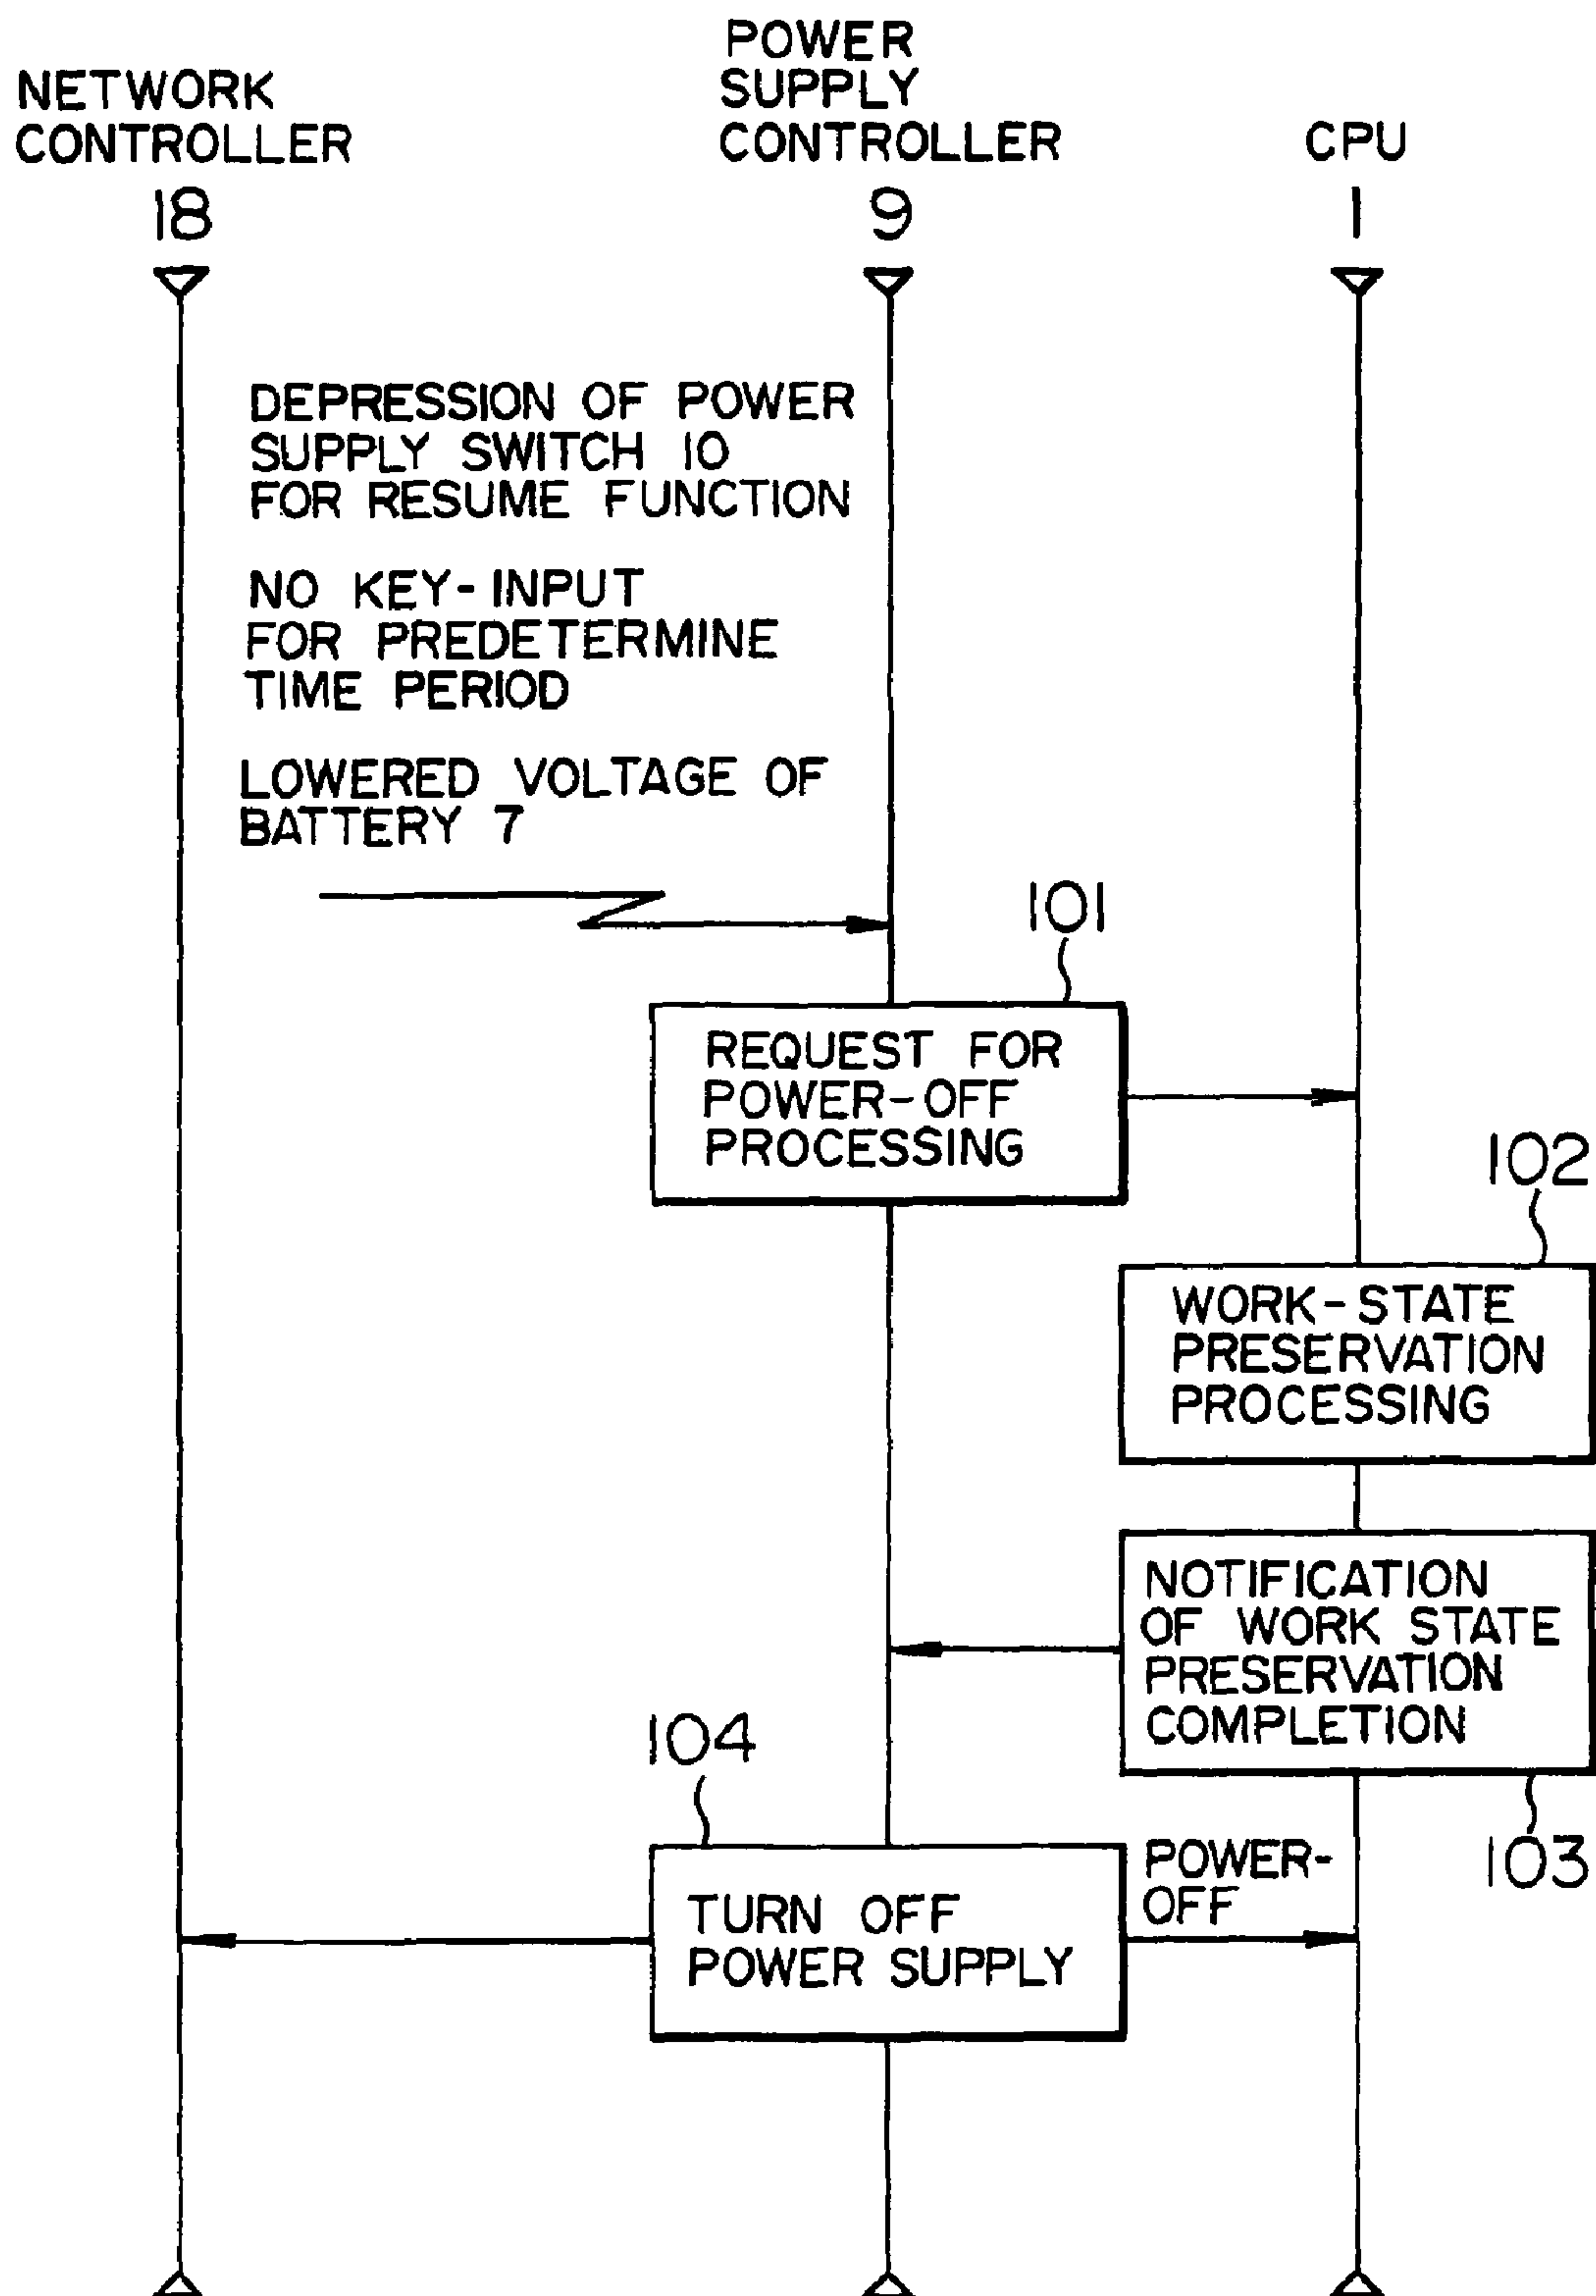 NETWORK
CONTROLLER
18
POWER
SUPPLY
CONTROLLER
9
CPU
1
DEPRESSION OF POWER
SUPPLY SWITCH 10
FOR RESUME FUNCTION
NO KEY-INPUT
FOR PREDETERMINE
TIME PERIOD
LOWERED VOLTAGE OF
BATTERY 7
101
REQUEST FOR
POWER-OFF
PROCESSING
102
WORK-STATE
PRESERVATION
PROCESSING
NOTIFICATION
OF WORK STATE
PRESERVATION
COMPLETION
103
104
TURN OFF
POWER SUPPLY
POWER-
OFF